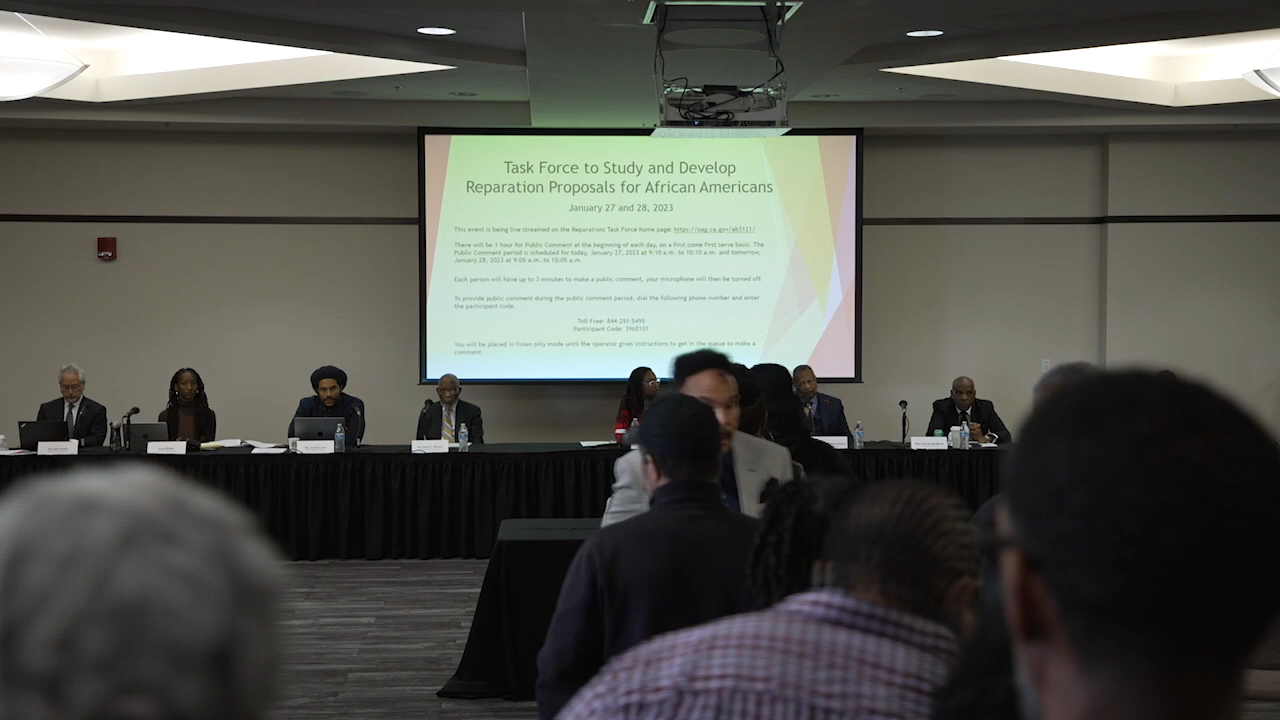 Task Force to Study and Develop
Reparation Proposals for African Americans
January 27 and 28, 2023
This event is being live streamed on the Reparations Task Force home page: https://oag.ca.gov/ab3121/
There will be 1 hour for Public Comment at the beginning of each day, on a first come first serve basis. The
Public Comment period is scheduled for today, January 27, 2023 at 9:10 a.m. to 10:10 a.m. and tomorrow,
January 28, 2023 at 9:05 a.m. to 10:05 a.m.
Each person will have up to 3 minutes to make a public comment, your microphone will then be turned off.
To provide public comment during the public comment period, dial the following phone number and enter
the participant code.
Toll-Free: 844-291-5495
Participant Code: 3968101
You will be placed in listen only mode until the operator gives instructions to get in the queue to make a
comment.